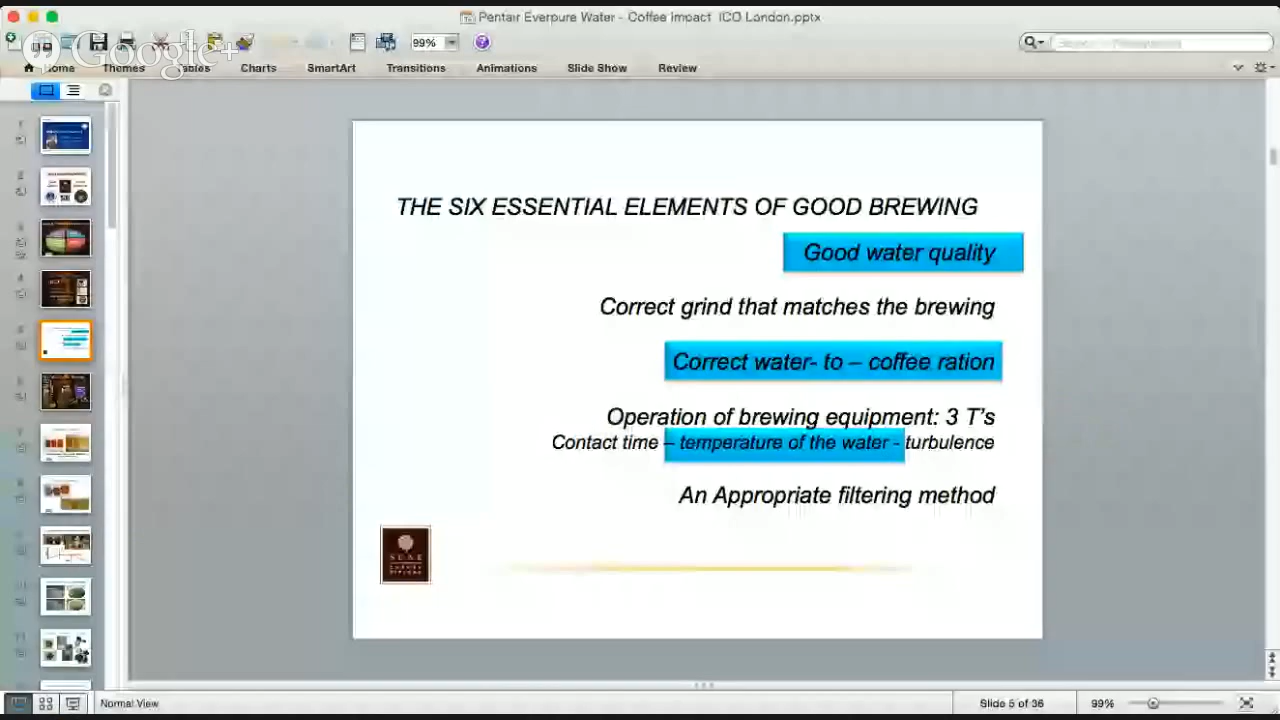 Pentair Everpure Water - Coffee Impact ICO London.pptx
Google+
99%
Home Themes Tables Charts SmartArt Transitions Animations Slide Show Review
THE SIX ESSENTIAL ELEMENTS OF GOOD BREWING
Good water quality
Correct grind that matches the brewing
Correct water- to – coffee ration
Operation of brewing equipment: 3 T's
Contact time – temperature of the water - turbulence
An Appropriate filtering method
SCAE
Normal View
Slide 5 of 36
99%